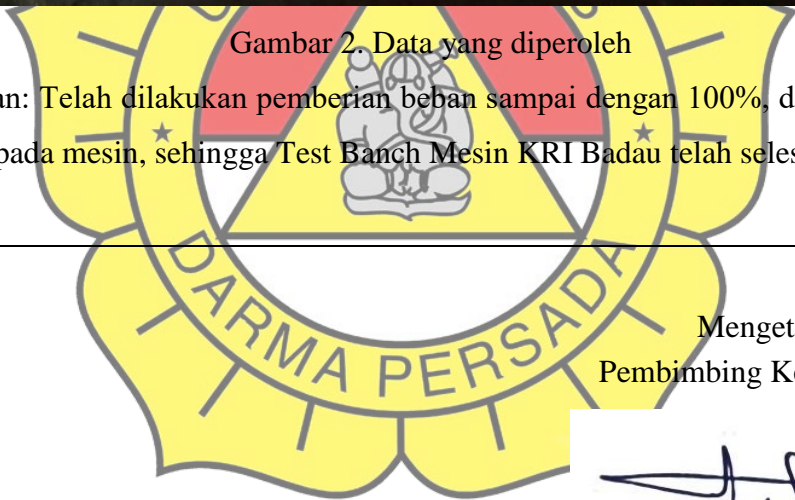 Gambar 2. Data yang diperoleh
an: Telah dilakukan pemberian beban sampai dengan 100%, d
pada mesin, sehingga Test Banch Mesin KRI Badau telah seles
DARMA PERSADA
Menget
Pembimbing Ke